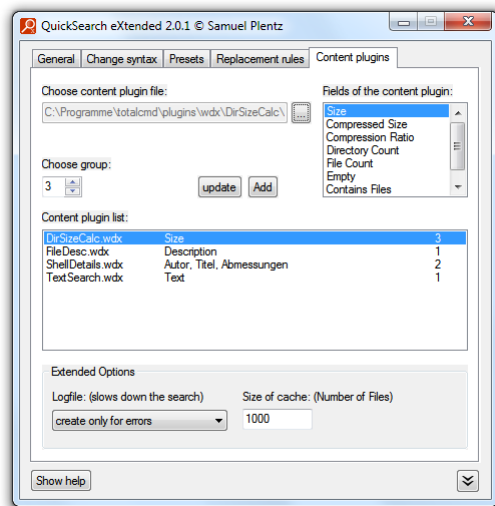 QuickSearch eXtended 2.0.1 © Samuel Plentz
General Change syntax Presets Replacement rules Content plugins
Choose content plugin file:
C:\Programme\totalcmd\plugins\wdx\DirSizeCalc\
...
Fields of the content plugin:
Size
Compressed Size
Compression Ratio
Directory Count
File Count
Empty
Contains Files
Choose group:
3
update Add
Content plugin list:
DirSizeCalc.wdx Size 3
FileDesc.wdx Description 1
ShellDetails.wdx Autor, Titel, Abmessungen 2
TextSearch.wdx Text 1
Extended Options
Logfile: (slows down the search) Size of cache: (Number of Files)
create only for errors 1000
Show help